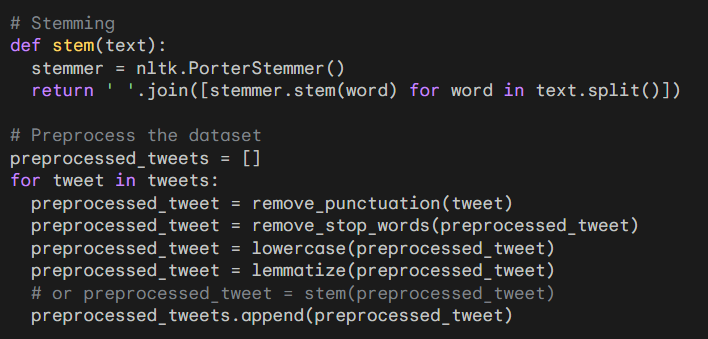 # Stemming
def stem(text):
  stemmer = nltk.PorterStemmer()
  return ' '.join([stemmer.stem(word) for word in text.split()])

# Preprocess the dataset
preprocessed_tweets = []
for tweet in tweets:
  preprocessed_tweet = remove_punctuation(tweet)
  preprocessed_tweet = remove_stop_words(preprocessed_tweet)
  preprocessed_tweet = lowercase(preprocessed_tweet)
  preprocessed_tweet = lemmatize(preprocessed_tweet)
  # or preprocessed_tweet = stem(preprocessed_tweet)
  preprocessed_tweets.append(preprocessed_tweet)